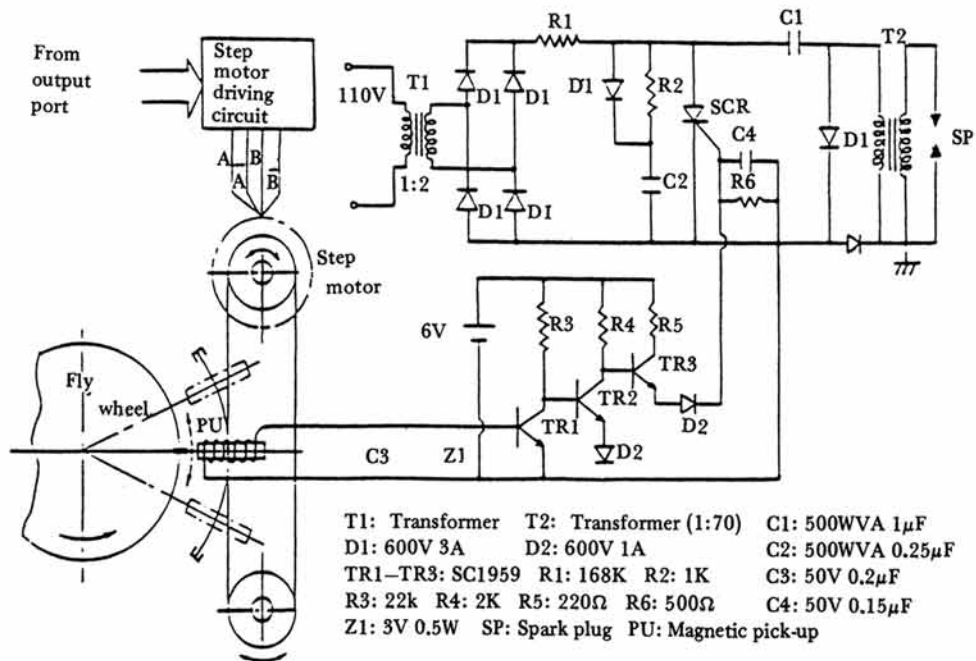 From
output
port
Step
motor
driving
circuit
A B
A B
110V
T1
1:2
D1 D1
D1 D1
R1
D1
R2
C2
SCR
C4
R6
C1
D1
T2
SP
Step
motor
Fly
wheel
PU
C3 Z1
6V
R3
R4
R5
TR1
TR2
TR3
D2
D2
T1: Transformer T2: Transformer (1:70) C1: 500WVA 1μF
D1: 600V 3A D2: 600V 1A C2: 500WVA 0.25μF
TR1–TR3: SC1959 R1: 168K R2: 1K C3: 50V 0.2μF
R3: 22k R4: 2K R5: 220Ω R6: 500Ω C4: 50V 0.15μF
Z1: 3V 0.5W SP: Spark plug PU: Magnetic pick-up